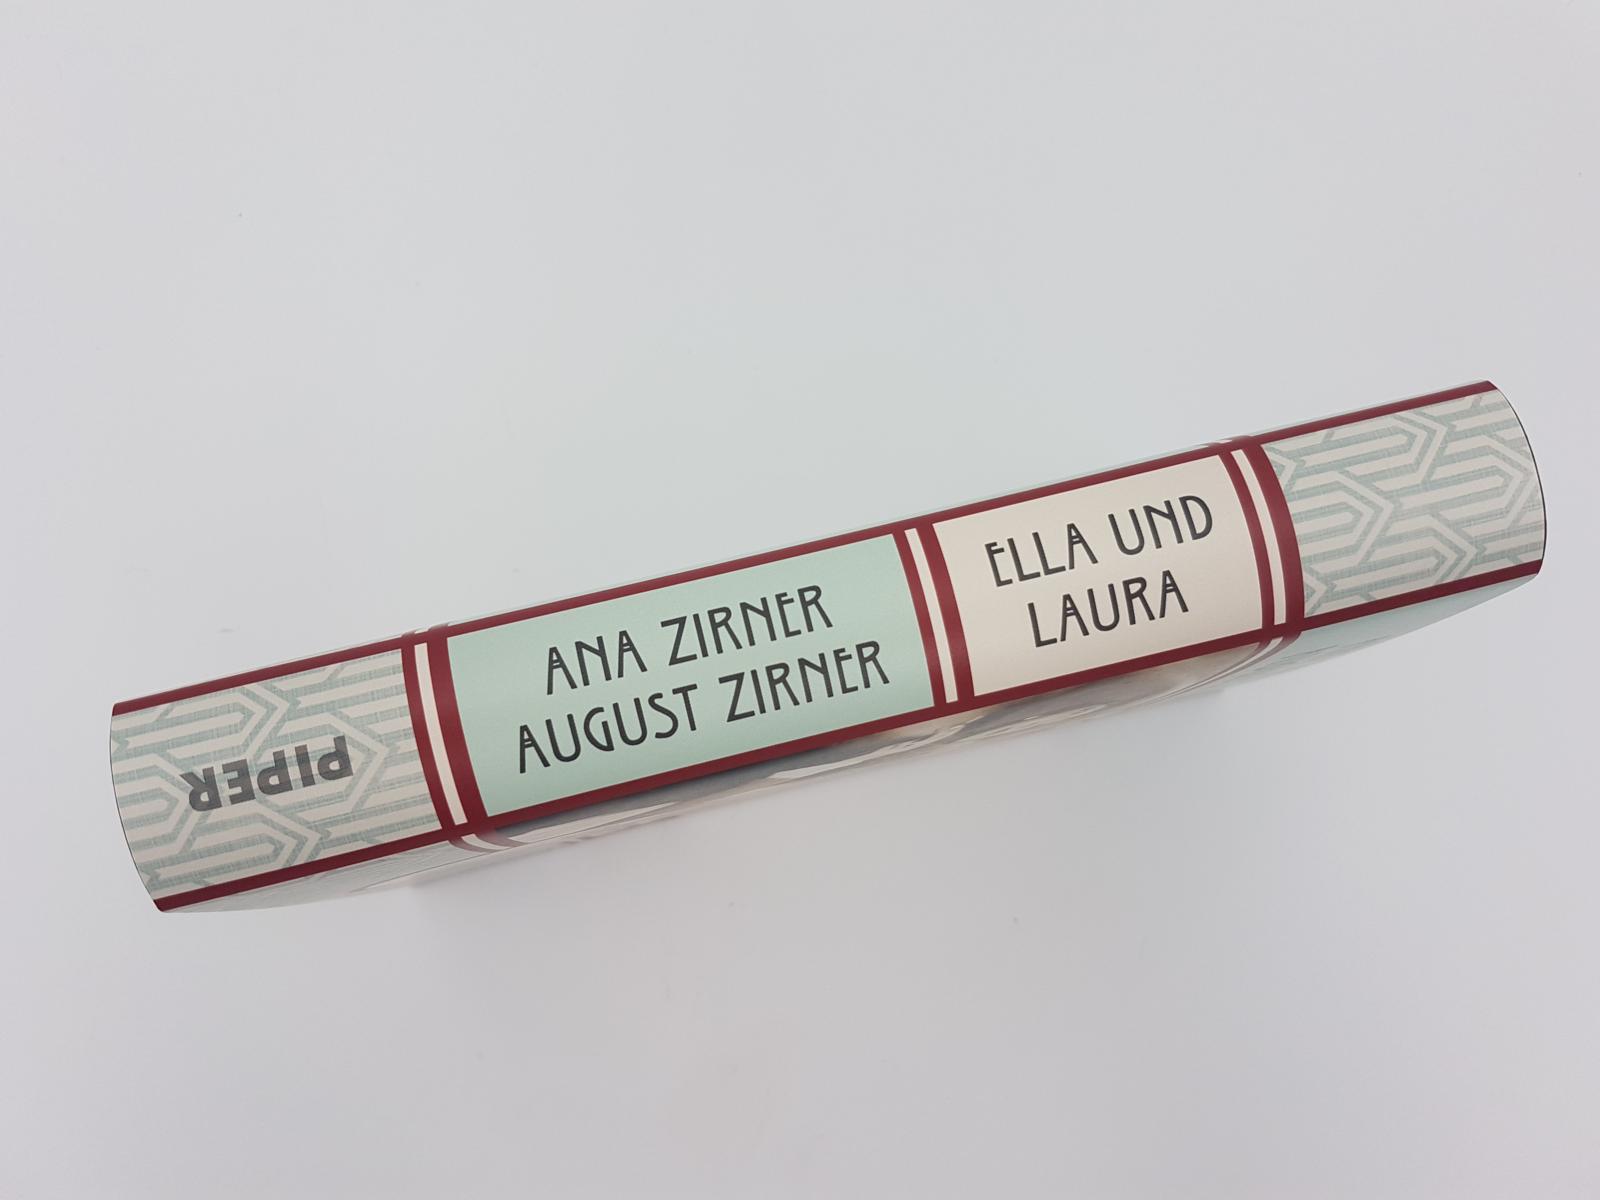 ANA ZIRNER
AUGUST ZIRNER
ELLA UND
LAURA
PIPER